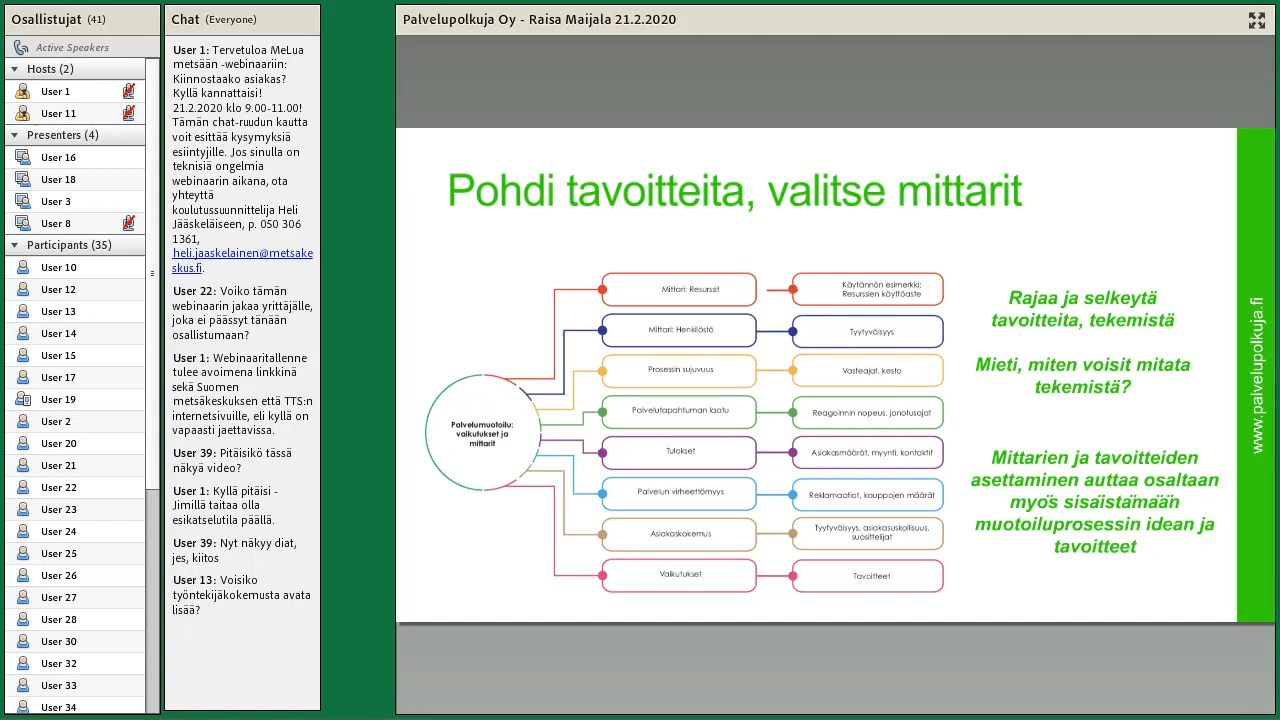 Osallistujat (41)
Active Speakers
Hosts (2)
User 1
User 11
Presenters (4)
User 16
User 18
User 3
User 8
Participants (35)
User 10
User 12
User 13
User 14
User 15
User 17
User 19
User 2
User 20
User 21
User 22
User 23
User 24
User 25
User 26
User 27
User 28
User 30
User 32
User 33
User 34
Chat (Everyone)
User 1: Tervetuloa MeLua
metsään -webinaariin:
Kiinnostaako asiakas?
Kyllä kannattaisi!
21.2.2020 klo 9.00-11.00!
Tämän chat-ruudun kautta
voit esittää kysymyksiä
esiintyjille. Jos sinulla on
teknisiä ongelmia
webinaarin aikana, ota
yhteyttä
koulutussuunnittelija Heli
Jääskeläiseen, p. 050 306
1361,
heli.jaaskelainen@metsake
skus.fi.
User 22: Voiko tämän
webinaarin jakaa yrittäjälle,
joka ei päässyt tänään
osallistumaan?
User 1: Webinaaritallenne
tulee avoimena linkkinä
sekä Suomen
metsäkeskuksen että TTS:n
internetsivuille, eli kyllä on
vapaasti jaettavissa.
User 39: Pitäisikö tässä
näkyä video?
User 1: Kyllä pitäisi -
Jimillä taitaa olla
esikatselutila päällä.
User 39: Nyt näkyy diat,
jes, kiitos
User 13: Voisiko
työntekijäkokemusta avata
lisää?
Palvelupolkuja Oy - Raisa Maijala 21.2.2020
Pohdi tavoitteita, valitse mittarit
Palvelumuotoilu:
vaikutukset ja
mittarit
Mittari: Resurssit
Käytännön esimerkki:
Resurssien käyttöaste
Mittari: Henkilöstö
Tyytyväisyys
Prosessin sujuvuus
Vasteajat, kesto
Palvelutapahtuman laatu
Reagoinnin nopeus, jonotusajat
Tulokset
Asiakasmäärät, myynti, kontaktit
Palvelun virheettömyys
Reklamaatiot, kauppojen määrät
Asiakaskokemus
Tyytyväisyys, asiakasuskollisuus,
suosittelijat
Vaikutukset
Tavoitteet
Rajaa ja selkeytä
tavoitteita, tekemistä
Mieti, miten voisit mitata
tekemistä?
Mittarien ja tavoitteiden
asettaminen auttaa osaltaan
myös sisäistämään
muotoiluprosessin idean ja
tavoitteet
www.palvelupolkuja.fi